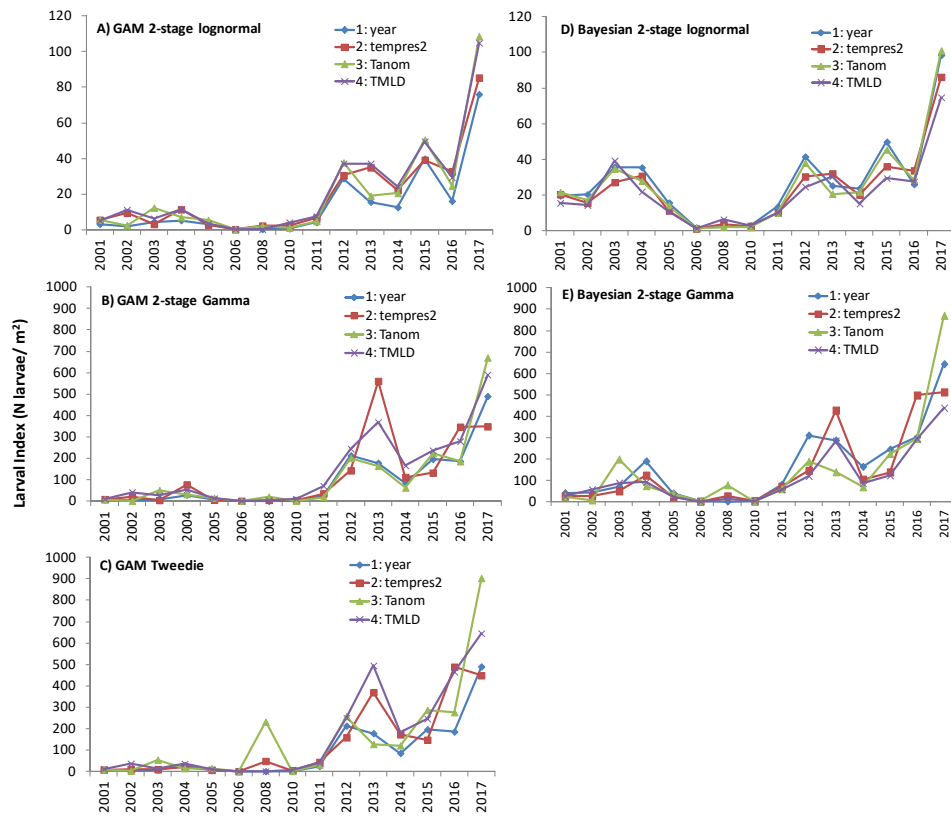 A) GAM 2-stage lognormal
1: year
2: tempres2
3: Tanom
4: TMLD
120
100
80
60
40
20
0
2001 2002 2003 2004 2005 2006 2008 2010 2011 2012 2013 2014 2015 2016 2017
D) Bayesian 2-stage lognormal
1: year
2: tempres2
3: Tanom
4: TMLD
120
100
80
60
40
20
0
2001 2002 2003 2004 2005 2006 2008 2010 2011 2012 2013 2014 2015 2016 2017
Larval Index (N larvae/ m²)
B) GAM 2-stage Gamma
1: year
2: tempres2
3: Tanom
4: TMLD
1000
900
800
700
600
500
400
300
200
100
0
2001 2002 2003 2004 2005 2006 2008 2010 2011 2012 2013 2014 2015 2016 2017
E) Bayesian 2-stage Gamma
1: year
2: tempres2
3: Tanom
4: TMLD
1000
900
800
700
600
500
400
300
200
100
0
2001 2002 2003 2004 2005 2006 2008 2010 2011 2012 2013 2014 2015 2016 2017
C) GAM Tweedie
1: year
2: tempres2
3: Tanom
4: TMLD
1000
900
800
700
600
500
400
300
200
100
0
2001 2002 2003 2004 2005 2006 2008 2010 2011 2012 2013 2014 2015 2016 2017